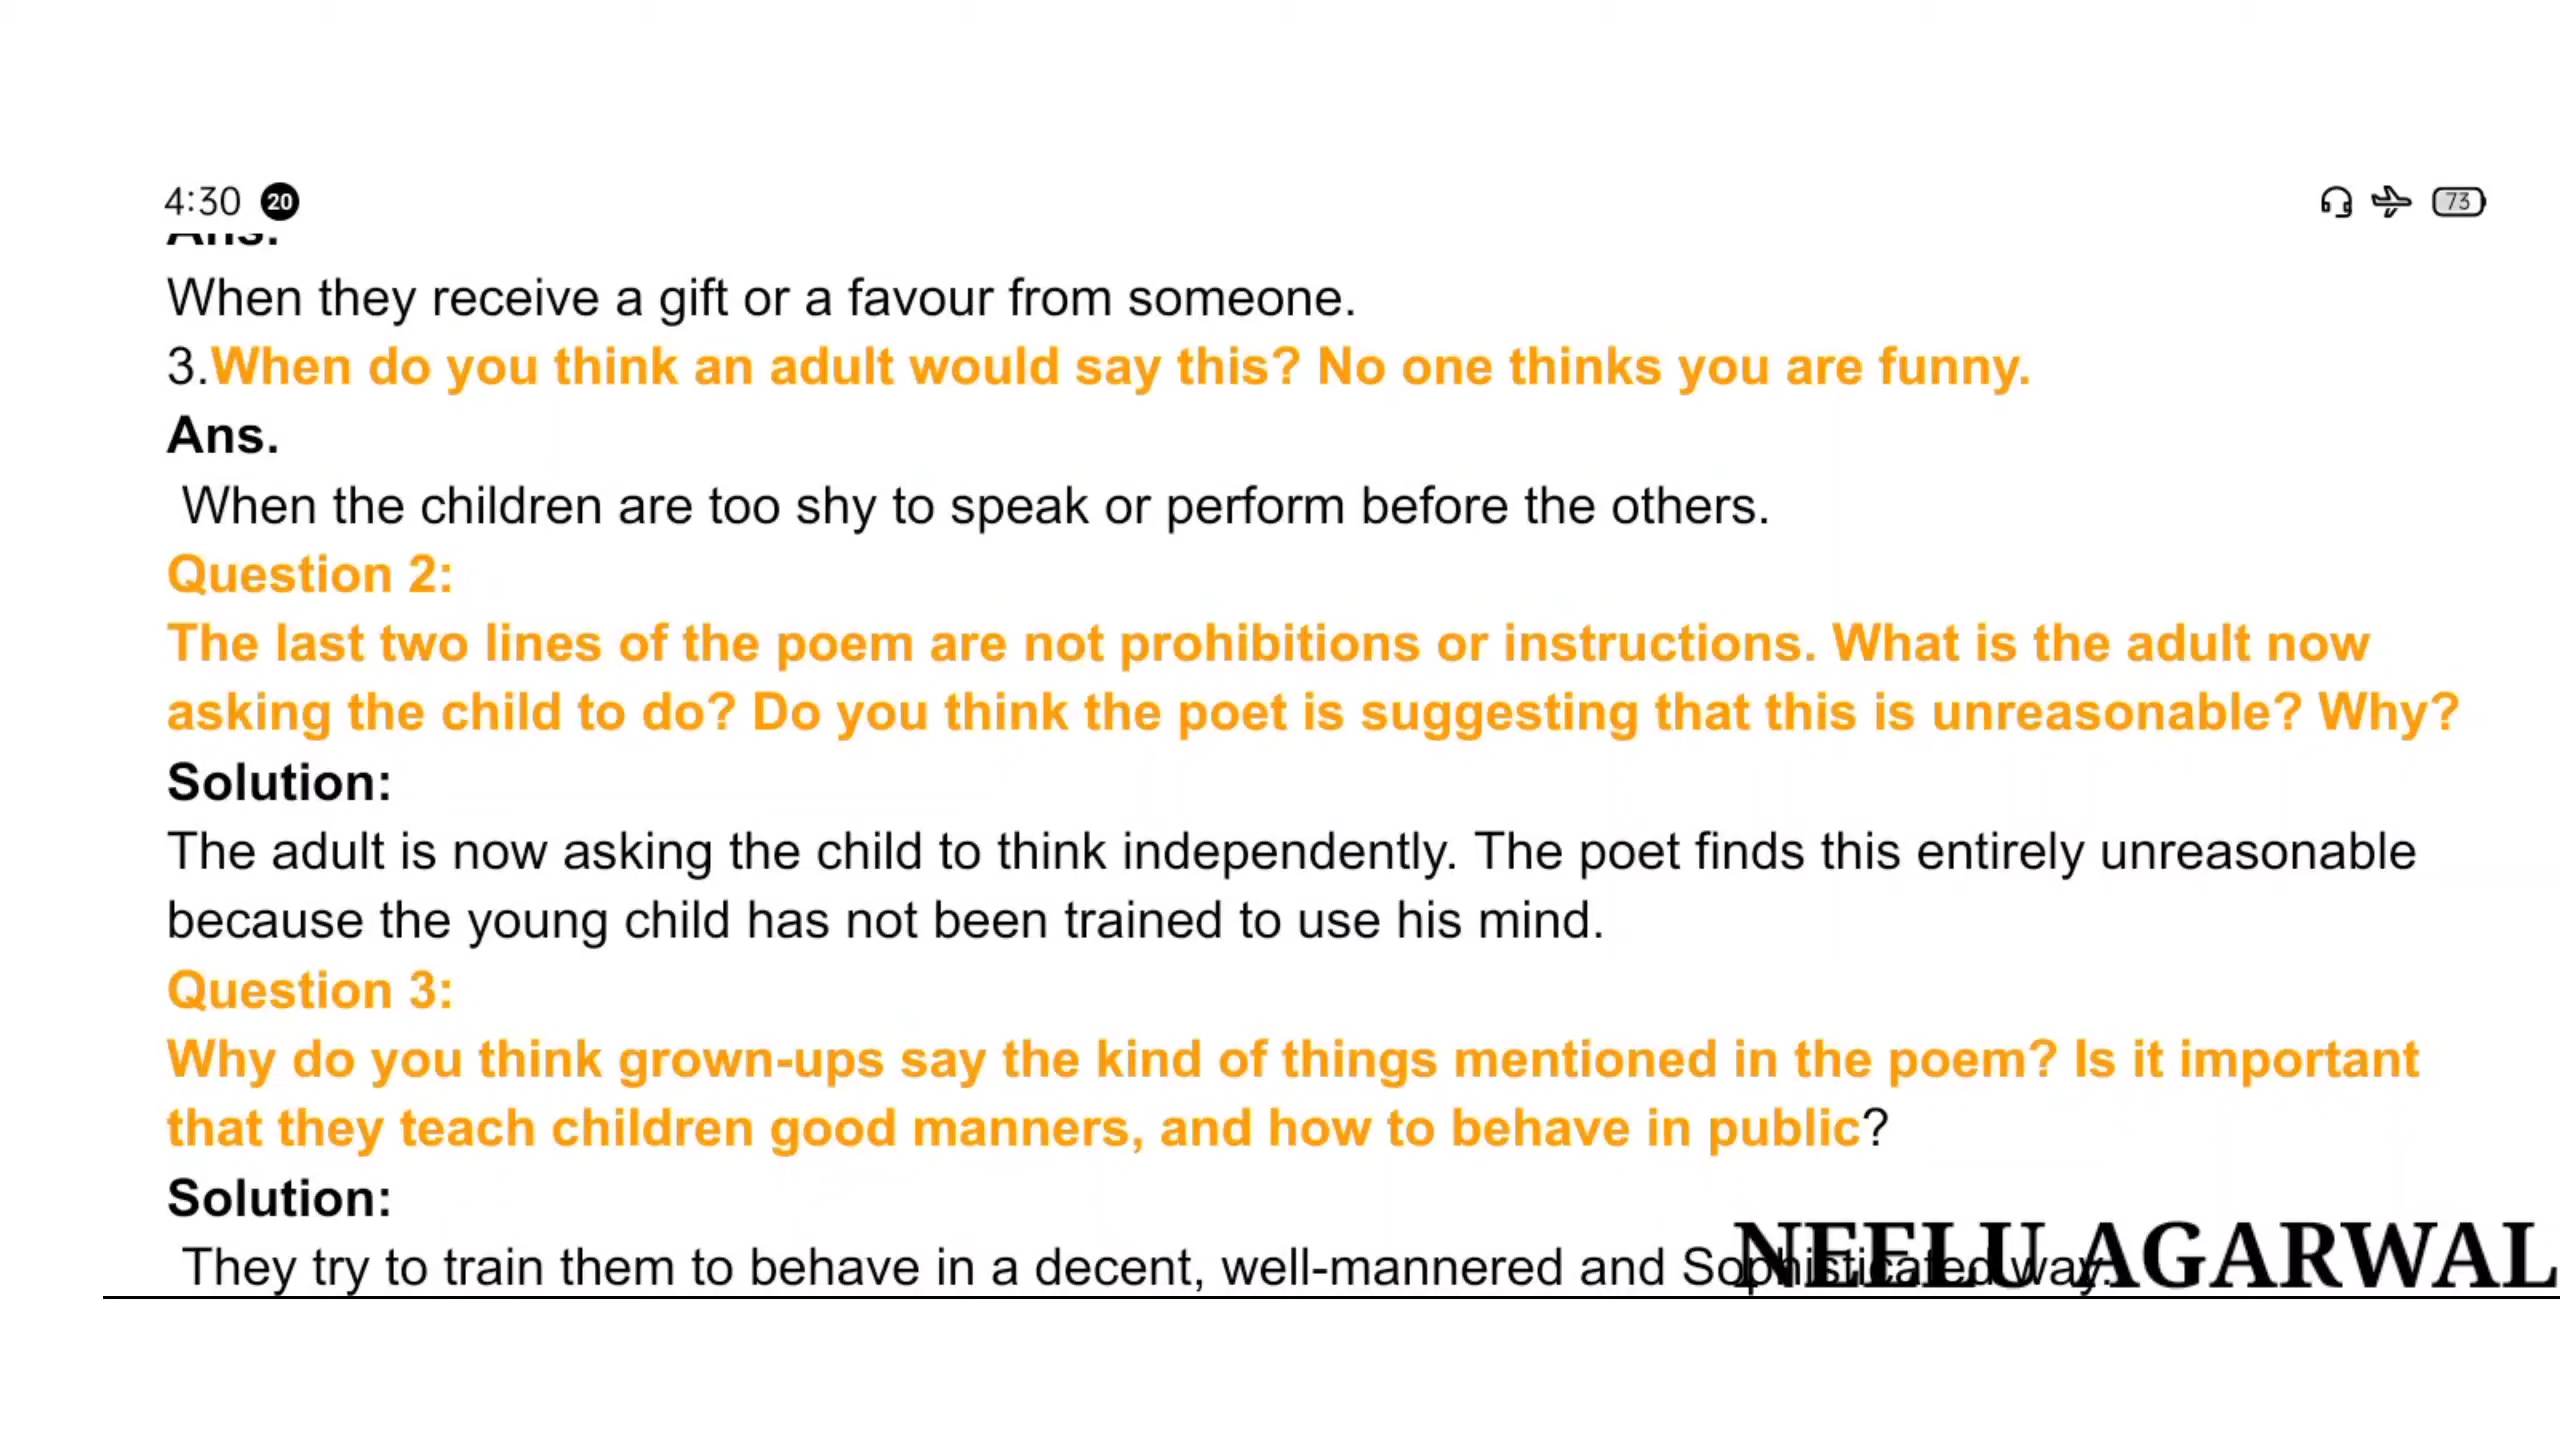 4:30 20
73
Ans.
When they receive a gift or a favour from someone.
3.When do you think an adult would say this? No one thinks you are funny.
Ans.
When the children are too shy to speak or perform before the others.
Question 2:
The last two lines of the poem are not prohibitions or instructions. What is the adult now
asking the child to do? Do you think the poet is suggesting that this is unreasonable? Why?
Solution:
The adult is now asking the child to think independently. The poet finds this entirely unreasonable
because the young child has not been trained to use his mind.
Question 3:
Why do you think grown-ups say the kind of things mentioned in the poem? Is it important
that they teach children good manners, and how to behave in public?
Solution:
They try to train them to behave in a decent, well-mannered and Sophisticated way.
NEELU AGARWAL